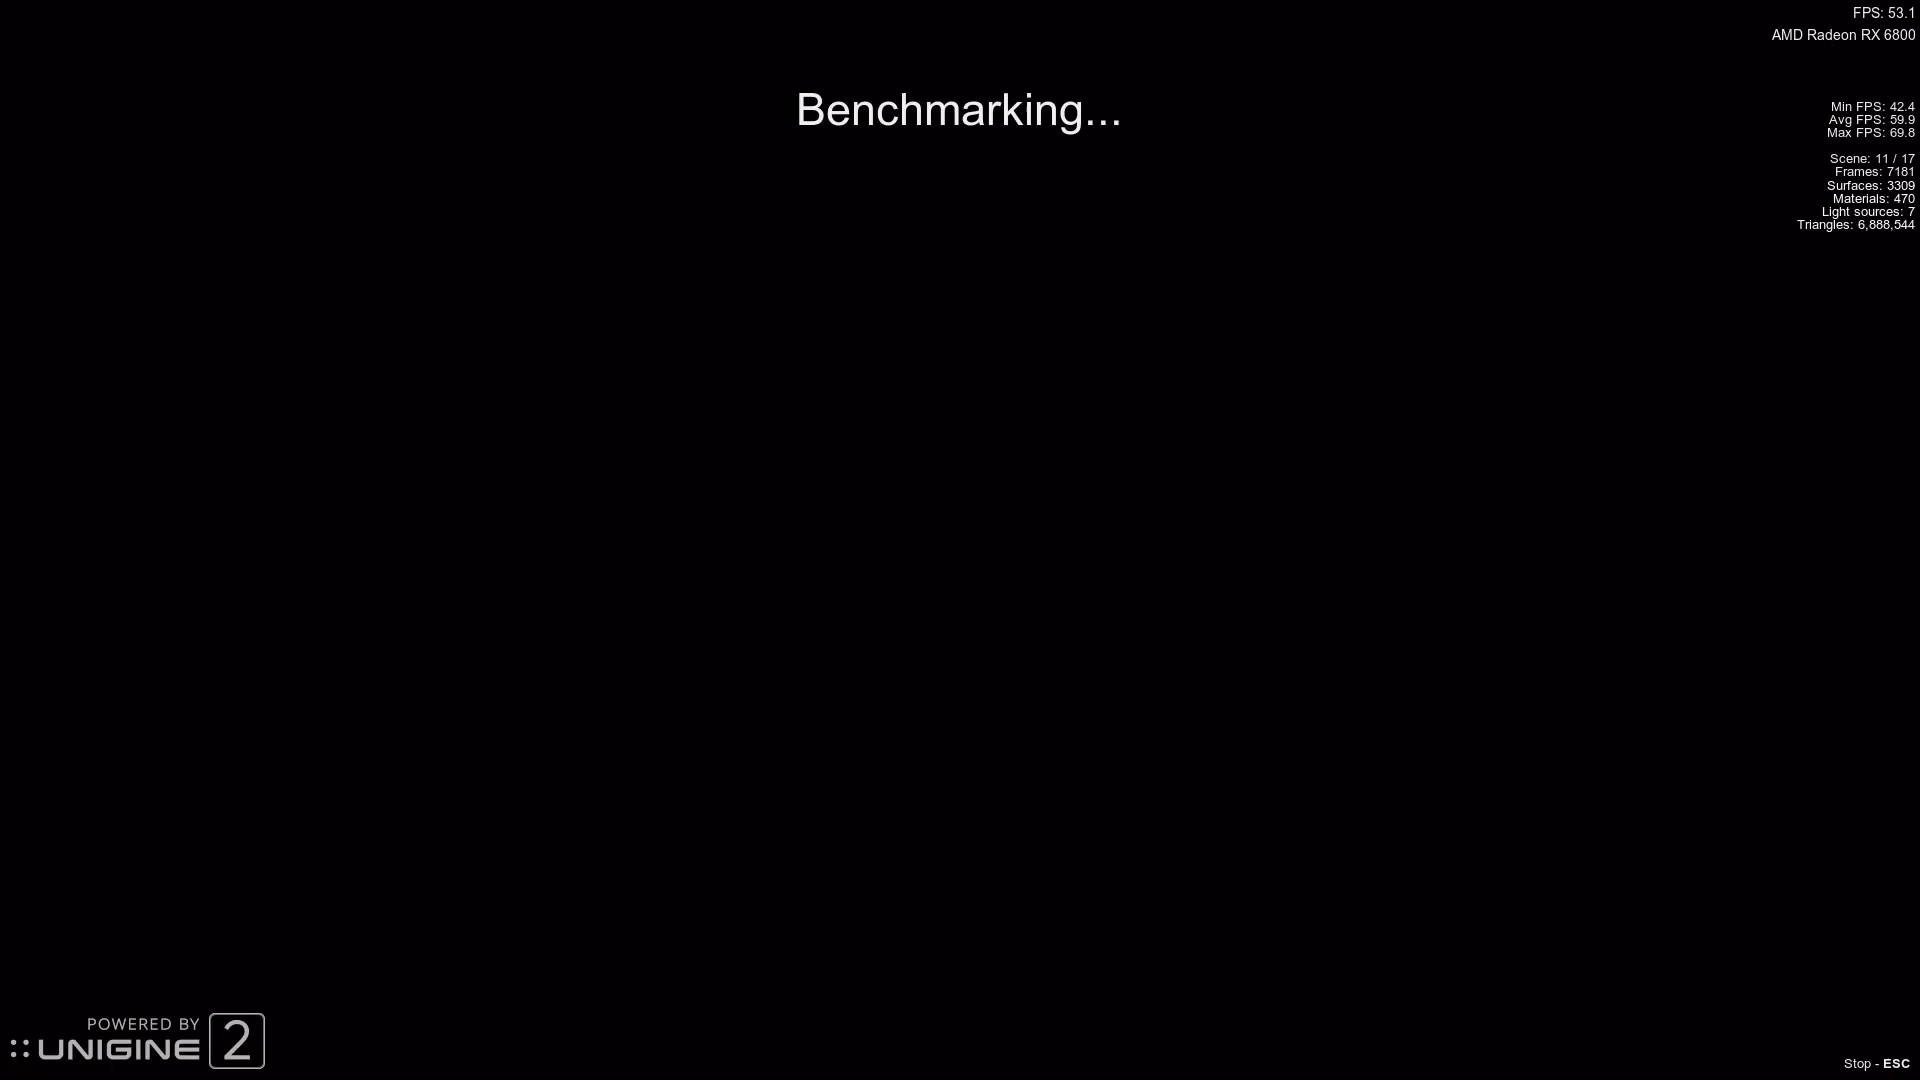 FPS: 53.1
AMD Radeon RX 6800
Benchmarking...
Min FPS: 42.4
Avg FPS: 59.9
Max FPS: 69.8
Scene: 11 / 17
Frames: 7181
Surfaces: 3309
Materials: 470
Light sources: 7
Triangles: 6,888,544
POWERED BY
UNIGINE 2
Stop - ESC